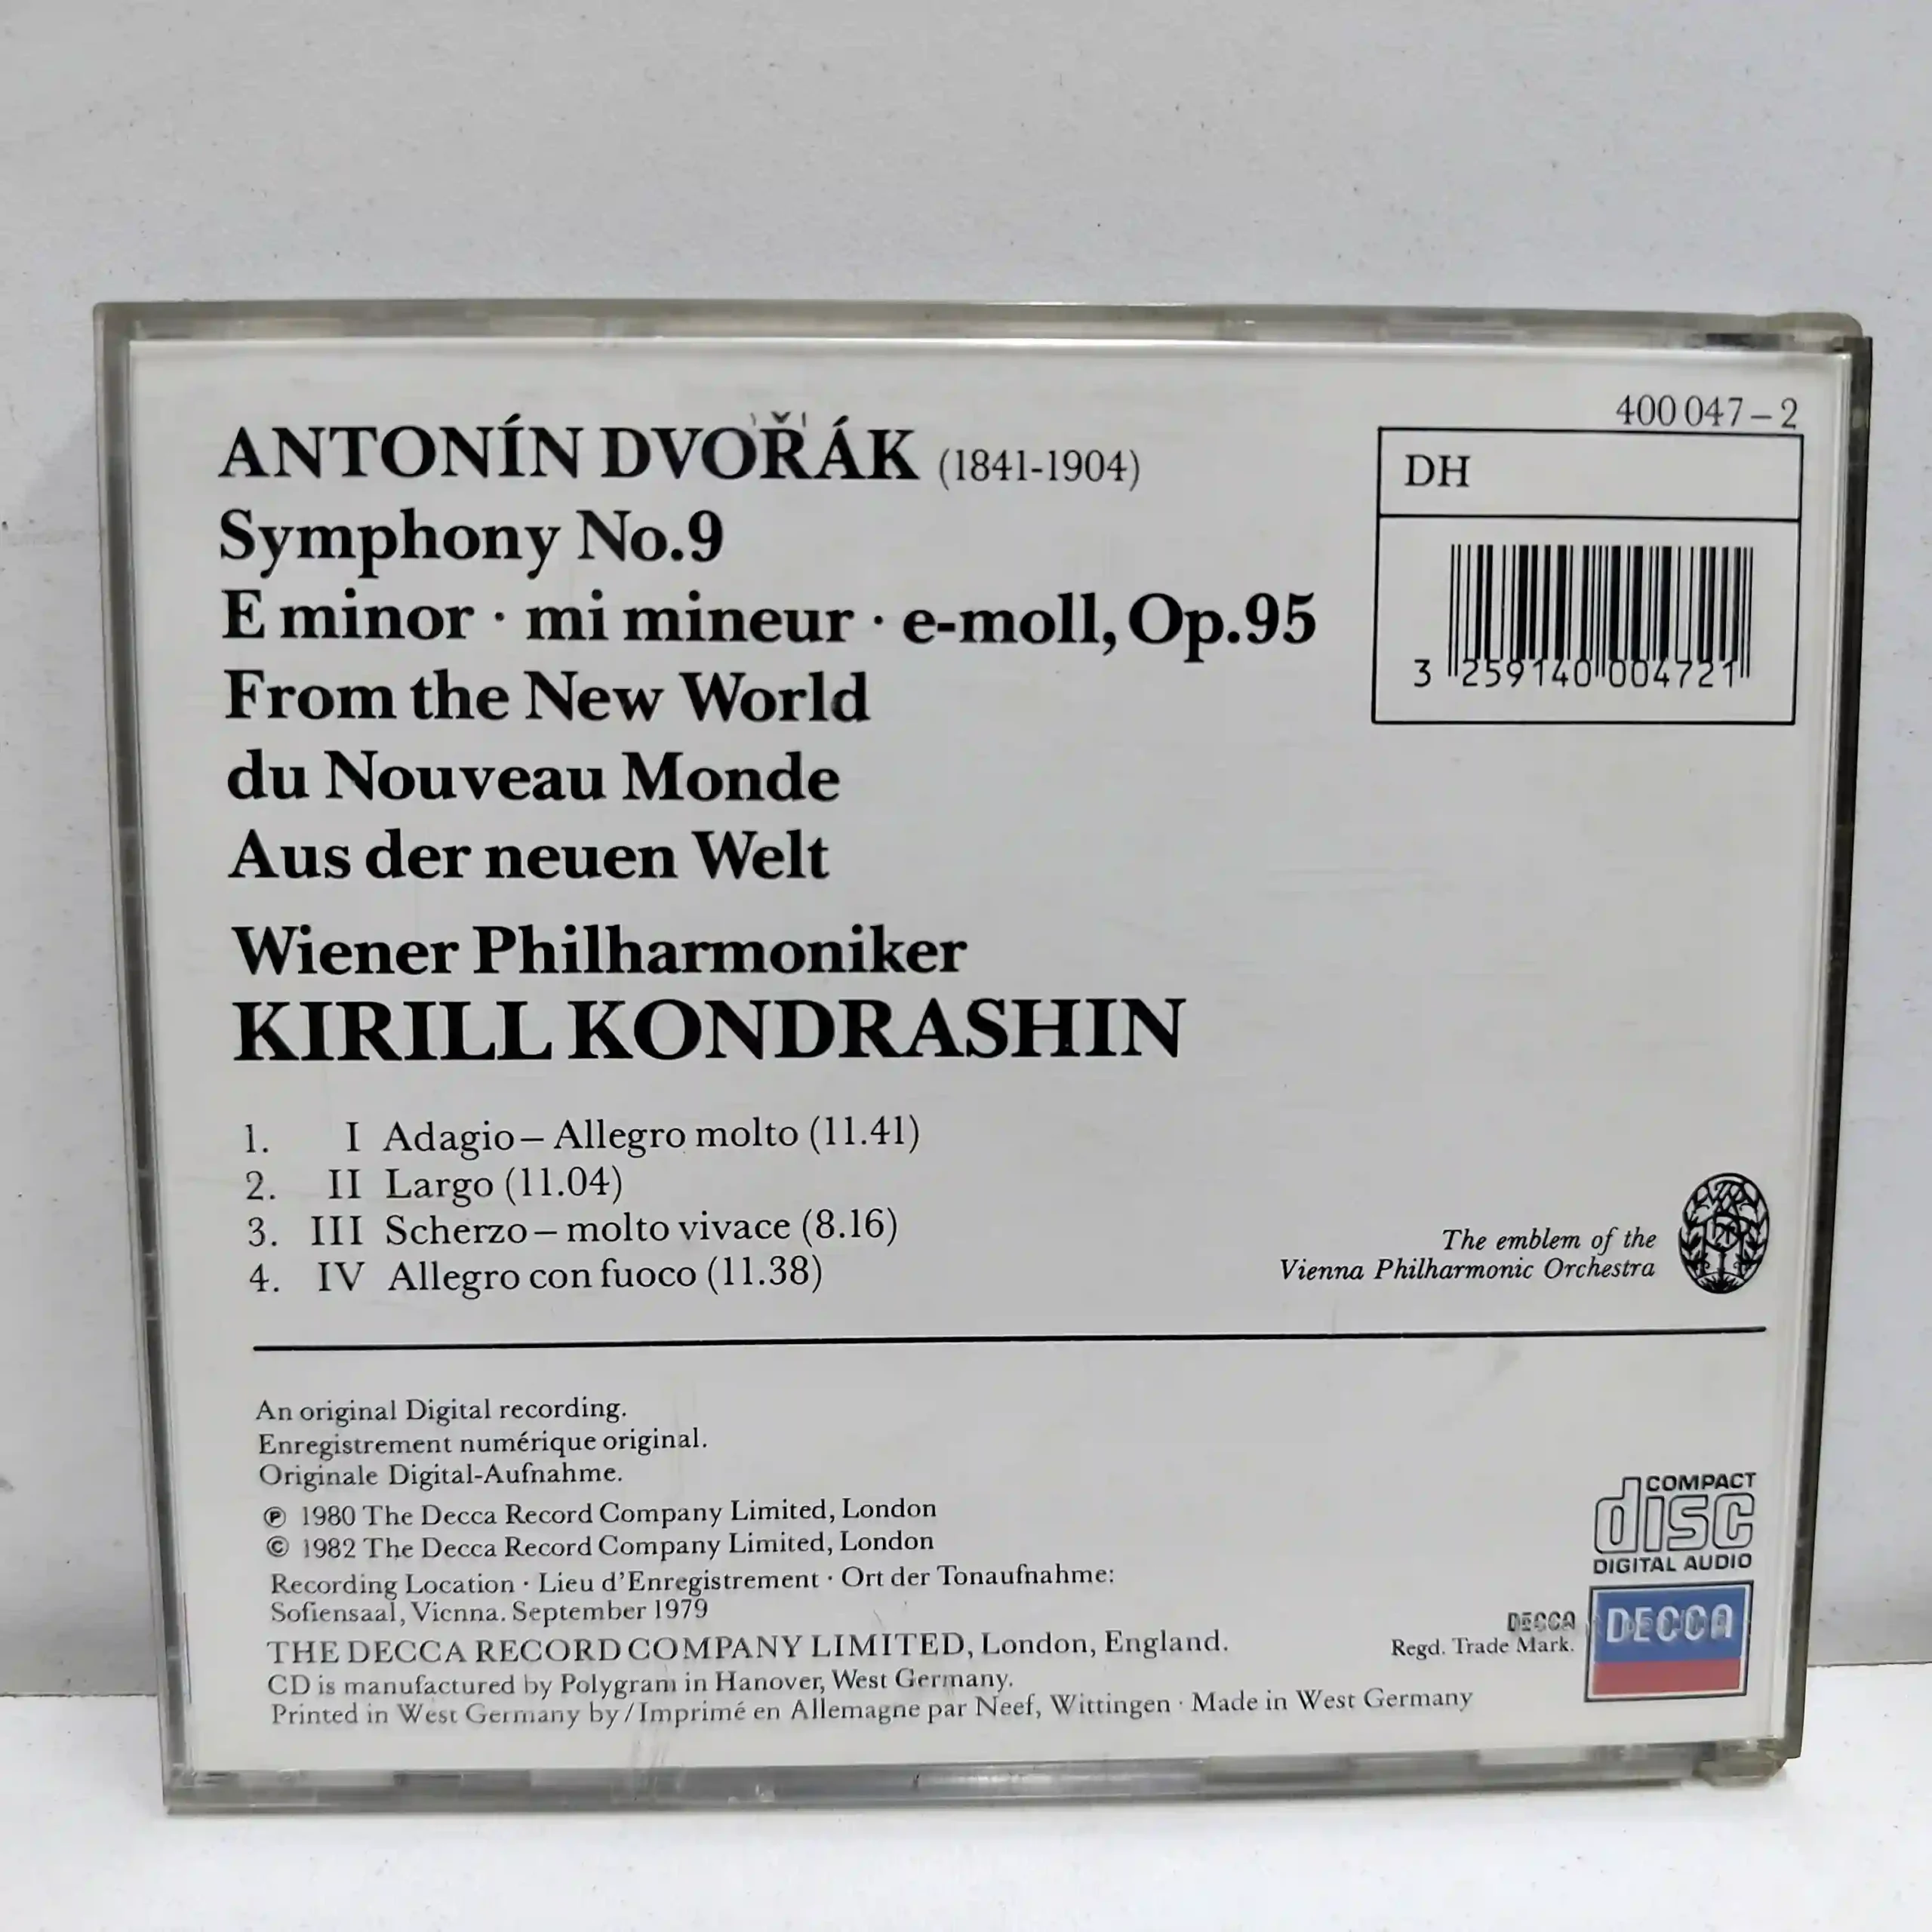 400 047–2
ANTONÍN DVOŘÁK (1841-1904)
DH
Symphony No.9
E minor · mi mineur · e-moll, Op.95
3 259140 004721
From the New World
du Nouveau Monde
Aus der neuen Welt
Wiener Philharmoniker
KIRILL KONDRASHIN
1. I Adagio – Allegro molto (11.41)
2. II Largo (11.04)
3. III Scherzo – molto vivace (8.16)
4. IV Allegro con fuoco (11.38)
The emblem of the
Vienna Philharmonic Orchestra
An original Digital recording.
Enregistrement numérique original.
Originale Digital-Aufnahme.
℗ 1980 The Decca Record Company Limited, London
© 1982 The Decca Record Company Limited, London
Recording Location · Lieu d'Enregistrement · Ort der Tonaufnahme:
Sofiensaal, Vienna. September 1979
THE DECCA RECORD COMPANY LIMITED, London, England.
CD is manufactured by Polygram in Hanover, West Germany.
Printed in West Germany by / Imprimé en Allemagne par Neef, Wittingen · Made in West Germany
COMPACT
disc
DIGITAL AUDIO
DECCA
Regd. Trade Mark.
DECCA